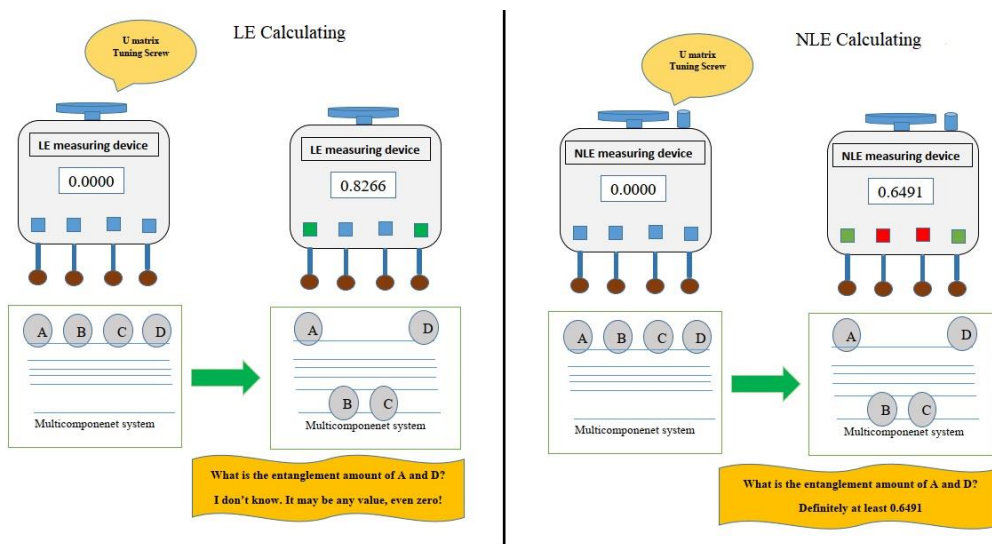 LE Calculating
U matrix
Tuning Screw
LE measuring device
LE measuring device
0.0000
0.8266
A B C D
A D
B C
Multicomponenet system
Multicomponenet system
What is the entanglement amount of A and D?
I don't know. It may be any value, even zero!
NLE Calculating
U matrix
Tuning Screw
NLE measuring device
NLE measuring device
0.0000
0.6491
A B C D
A D
B C
Multicomponenet system
Multicomponenet system
What is the entanglement amount of A and D?
Definitely at least 0.6491